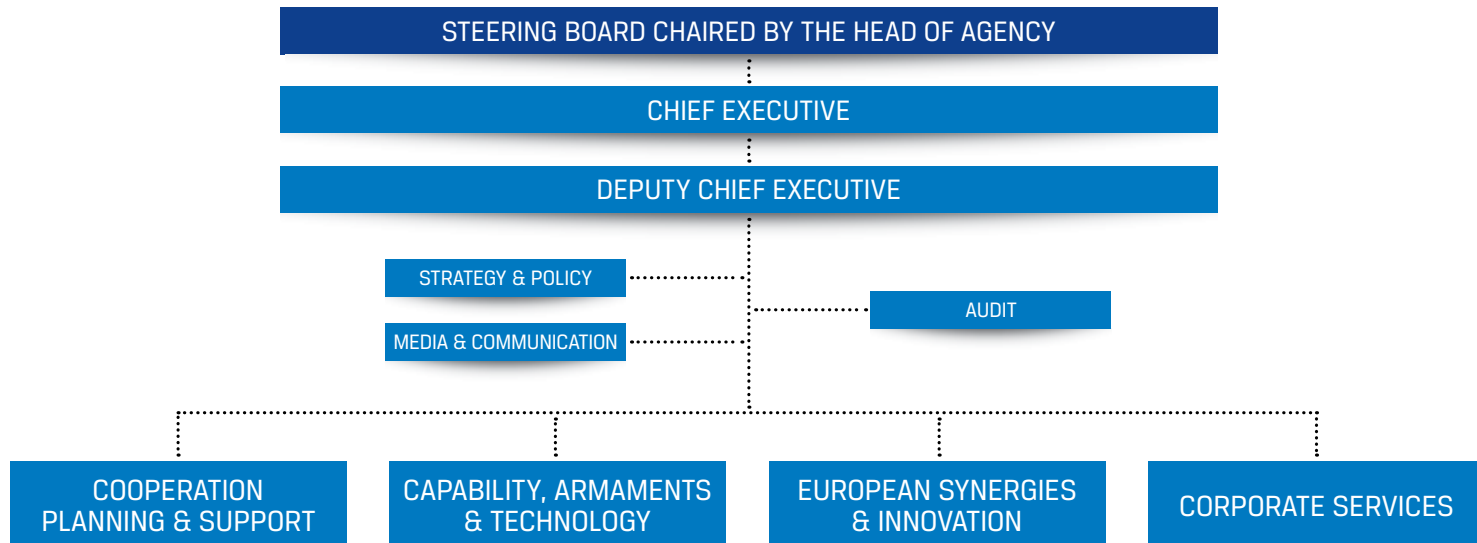 STEERING BOARD CHAIRED BY THE HEAD OF AGENCY
CHIEF EXECUTIVE
DEPUTY CHIEF EXECUTIVE
STRATEGY & POLICY
AUDIT
MEDIA & COMMUNICATION
COOPERATION
PLANNING & SUPPORT
CAPABILITY, ARMAMENTS
& TECHNOLOGY
EUROPEAN SYNERGIES
& INNOVATION
CORPORATE SERVICES